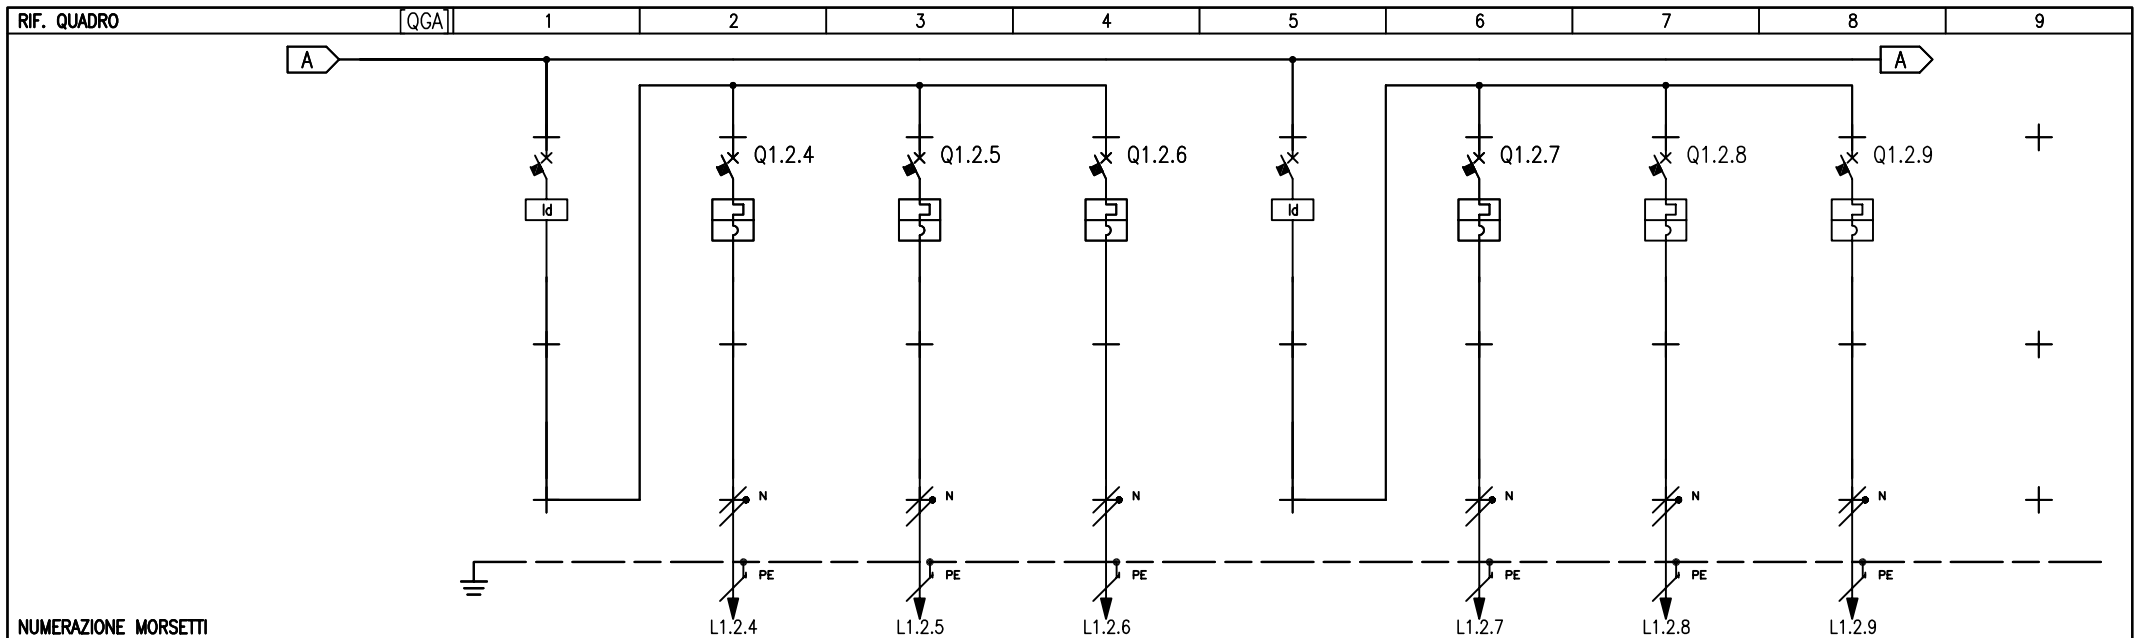 RIF. QUADRO QGA 1 2 3 4 5 6 7 8 9
A A
Q1.2.4 Q1.2.5 Q1.2.6 Q1.2.7 Q1.2.8 Q1.2.9
Id Id
N N N N N N
PE PE PE PE PE PE
NUMERAZIONE MORSETTI L1.2.4 L1.2.5 L1.2.6 L1.2.7 L1.2.8 L1.2.9